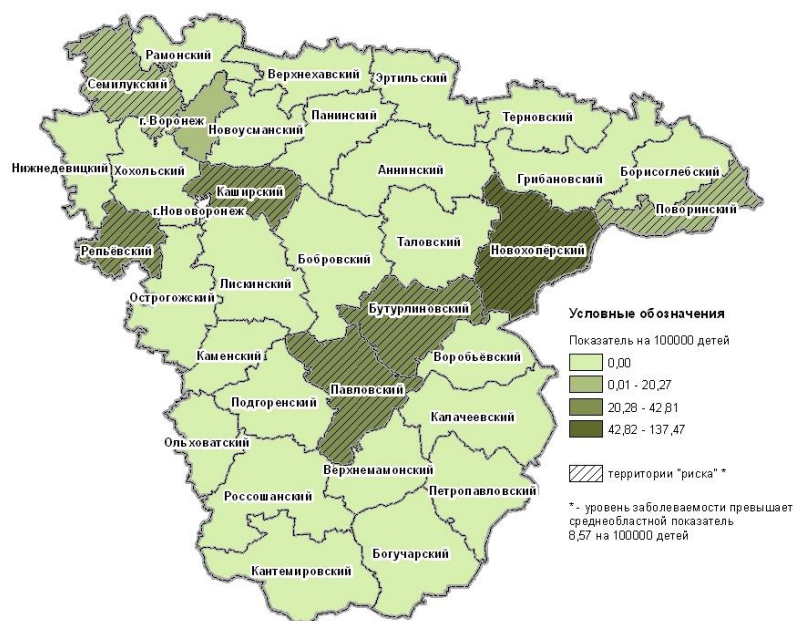 Рамонский
Верхнехавский
Эртильский
Семилукский
г. Воронеж
Новоусманский
Панинский
Терновский
Нижнедевицкий
Хохольский
Каширский
Аннинский
Грибановский
Борисоглебский
Поворинский
г.Нововоронеж
Репьёвский
Таловский
Новохопёрский
Бобровский
Лискинский
Острогожский
Бутурлиновский
Каменский
Воробьёвский
Павловский
Подгоренский
Калачеевский
Ольховатский
Верхнемамонский
Россошанский
Петропавловский
Богучарский
Кантемировский
Условные обозначения
Показатель на 100000 детей
0,00
0,01 - 20,27
20,28 - 42,81
42,82 - 137,47
территории "риска" *
* - уровень заболеваемости превышает
среднеобластной показатель
8,57 на 100000 детей